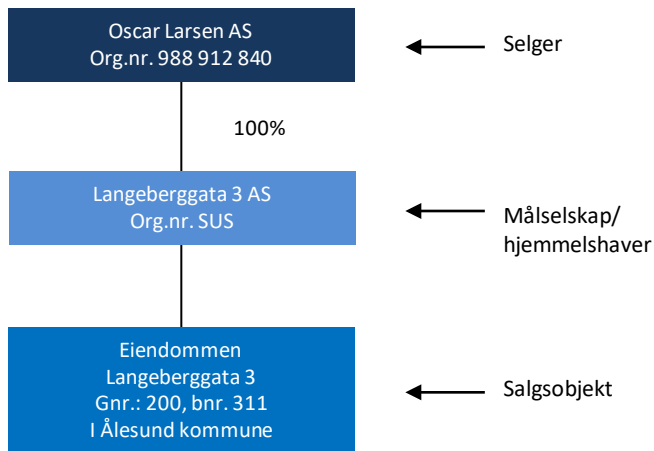 Oscar Larsen AS
Org.nr. 988 912 840
Selger
100%
Langeberggata 3 AS
Org.nr. SUS
Målselskap/
hjemmelshaver
Eiendommen
Langeberggata 3
Gnr.: 200, bnr. 311
I Ålesund kommune
Salgsobjekt